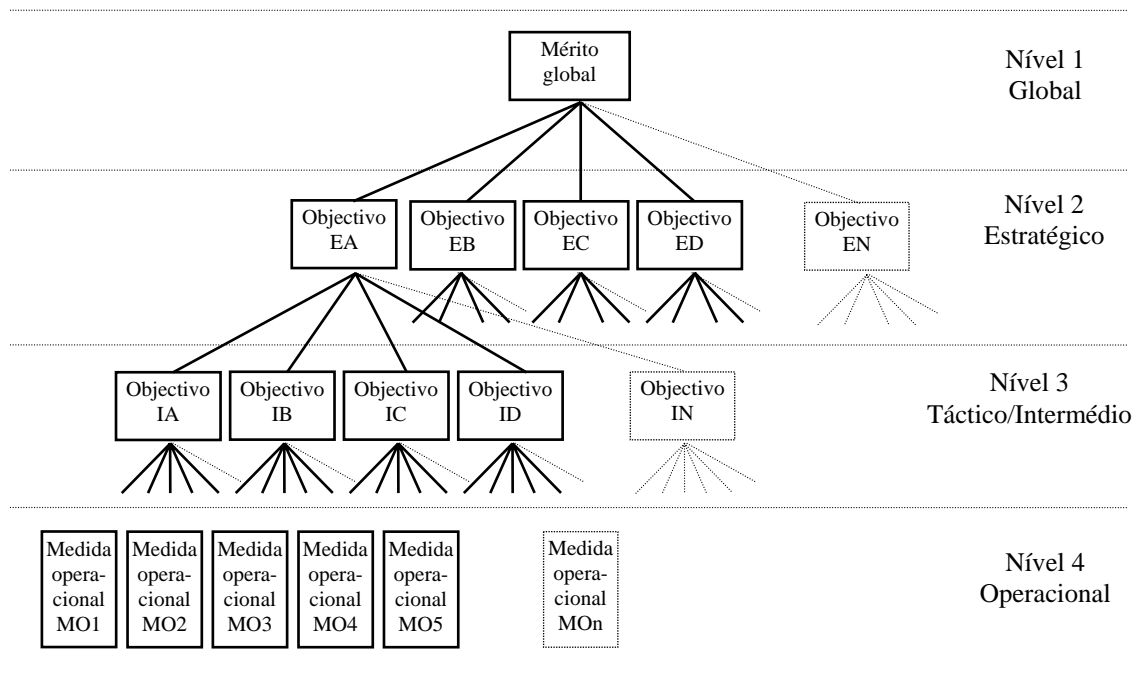 Mérito
global
Nível 1
Global
Objectivo
EA
Objectivo
EB
Objectivo
EC
Objectivo
ED
Objectivo
EN
Nível 2
Estratégico
Objectivo
IA
Objectivo
IB
Objectivo
IC
Objectivo
ID
Objectivo
IN
Nível 3
Táctico/Intermédio
Medida
opera-
cional
MO1
Medida
opera-
cional
MO2
Medida
opera-
cional
MO3
Medida
opera-
cional
MO4
Medida
opera-
cional
MO5
Medida
opera-
cional
MOn
Nível 4
Operacional